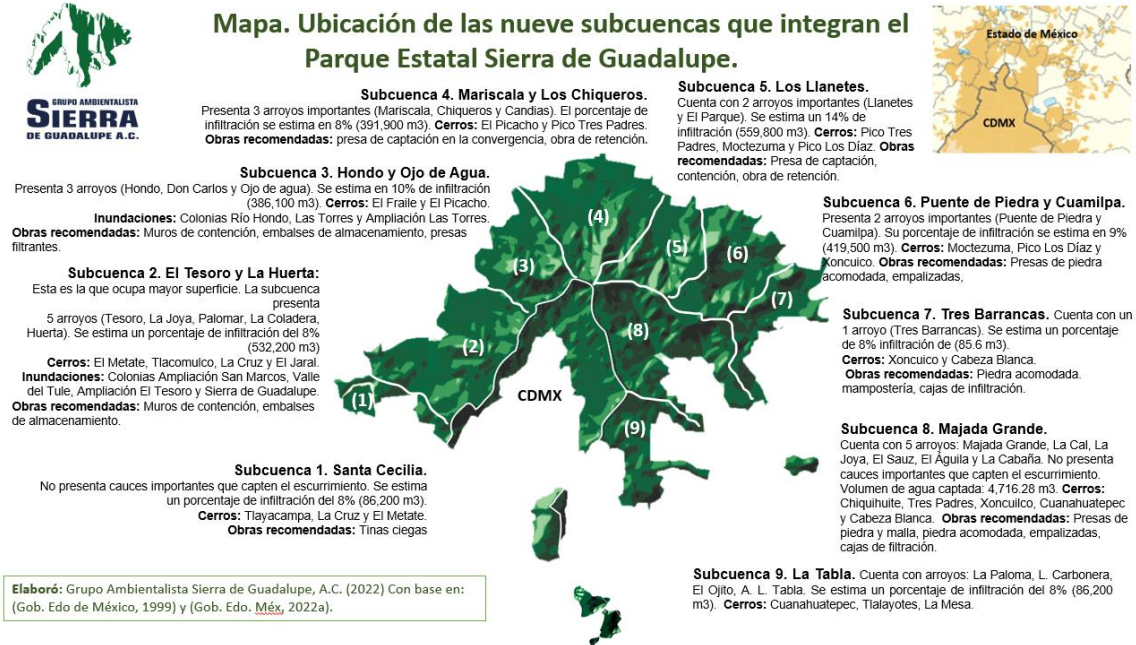 Mapa. Ubicación de las nueve subcuencas que integran el
Parque Estatal Sierra de Guadalupe.
GRUPO AMBIENTALISTA
SIERRA
DE GUADALUPE A.C.
Estado de México
CDMX
Subcuenca 4. Mariscala y Los Chiqueros.
Presenta 3 arroyos importantes (Mariscala, Chiqueros y Candias). El porcentaje de
infiltración se estima en 8% (391,900 m3). Cerros: El Picacho y Pico Tres Padres.
Obras recomendadas: presa de captación en la convergencia, obra de retención.
Subcuenca 5. Los Llanetes.
Cuenta con 2 arroyos importantes (Llanetes
y El Parque). Se estima un 14% de
infiltración (559,800 m3). Cerros: Pico Tres
Padres, Moctezuma y Pico Los Díaz. Obras
recomendadas: Presa de captación,
contención, obra de retención.
Subcuenca 3. Hondo y Ojo de Agua.
Presenta 3 arroyos (Hondo, Don Carlos y Ojo de agua). Se estima en 10% de infiltración
(386,100 m3). Cerros: El Fraile y El Picacho.
Inundaciones: Colonias Río Hondo, Las Torres y Ampliación Las Torres.
Obras recomendadas: Muros de contención, embalses de almacenamiento, presas
filtrantes.
Subcuenca 6. Puente de Piedra y Cuamilpa.
Presenta 2 arroyos importantes (Puente de Piedra y
Cuamilpa). Su porcentaje de infiltración se estima en 9%
(419,500 m3). Cerros: Moctezuma, Pico Los Díaz y
Xoncuico. Obras recomendadas: Presas de piedra
acomodada, empalizadas,
Subcuenca 2. El Tesoro y La Huerta:
Esta es la que ocupa mayor superficie. La subcuenca
presenta
5 arroyos (Tesoro, La Joya, Palomar, La Coladera,
Huerta). Se estima un porcentaje de infiltración del 8%
(532,200 m3)
Cerros: El Metate, Tlacomulco, La Cruz y El Jaral.
Inundaciones: Colonias Ampliación San Marcos, Valle
del Tule, Ampliación El Tesoro y Sierra de Guadalupe.
Obras recomendadas: Muros de contención, embalses
de almacenamiento.
Subcuenca 7. Tres Barrancas. Cuenta con un
1 arroyo (Tres Barrancas). Se estima un porcentaje
de 8% infiltración de (85.6 m3).
Cerros: Xoncuico y Cabeza Blanca.
Obras recomendadas: Piedra acomodada.
mampostería, cajas de infiltración.
(4)
(5)
(6)
(3)
(7)
(8)
(2)
CDMX
(1)
(9)
Subcuenca 8. Majada Grande.
Cuenta con 5 arroyos: Majada Grande, La Cal, La
Joya, El Sauz, El Águila y La Cabaña. No presenta
cauces importantes que capten el escurrimiento.
Volumen de agua captada: 4,716.28 m3. Cerros:
Chiquihuite, Tres Padres, Xoncuilco, Cuanahuatepec
y Cabeza Blanca. Obras recomendadas: Presas de
piedra y malla, piedra acomodada, empalizadas,
cajas de filtración.
Subcuenca 1. Santa Cecilia.
No presenta cauces importantes que capten el escurrimiento. Se estima
un porcentaje de infiltración del 8% (86,200 m3).
Cerros: Tlayacampa, La Cruz y El Metate.
Obras recomendadas: Tinas ciegas
Subcuenca 9. La Tabla. Cuenta con arroyos: La Paloma, L. Carbonera,
El Ojito, A. L. Tabla. Se estima un porcentaje de infiltración del 8% (86,200
m3). Cerros: Cuanahuatepec, Tlalayotes, La Mesa.
Elaboró: Grupo Ambientalista Sierra de Guadalupe, A.C. (2022) Con base en:
(Gob. Edo de México, 1999) y (Gob. Edo. Méx, 2022a).